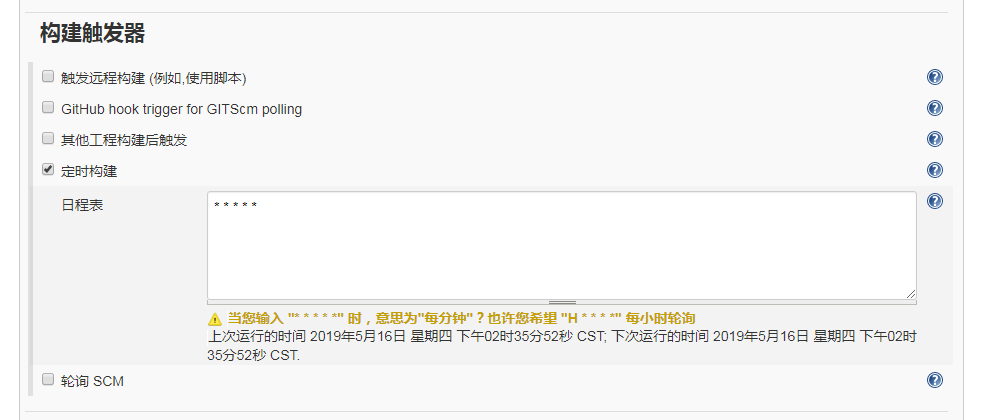 构建触发器
触发远程构建 (例如,使用脚本)
GitHub hook trigger for GITScm polling
其他工程构建后触发
定时构建
日程表
* * * * *
当您输入 "* * * * *" 时，意思为"每分钟"？也许您希望 "H * * * *" 每小时轮询
上次运行的时间 2019年5月16日 星期四 下午02时35分52秒 CST; 下次运行的时间 2019年5月16日 星期四 下午02时
35分52秒 CST.
轮询 SCM